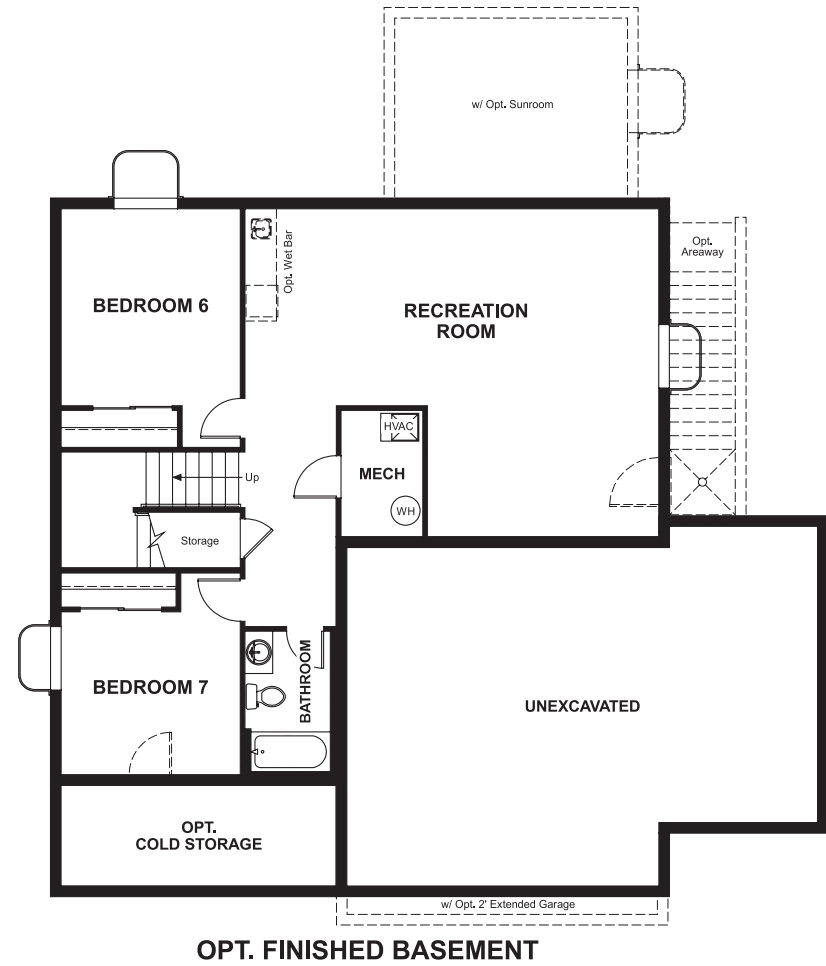 w/ Opt. Sunroom
Opt.
Areaway
Opt. Wet Bar
BEDROOM 6
RECREATION
ROOM
HVAC
MECH
Up
WH
Storage
BATHROOM
BEDROOM 7
UNEXCAVATED
OPT.
COLD STORAGE
w/ Opt. 2' Extended Garage
OPT. FINISHED BASEMENT